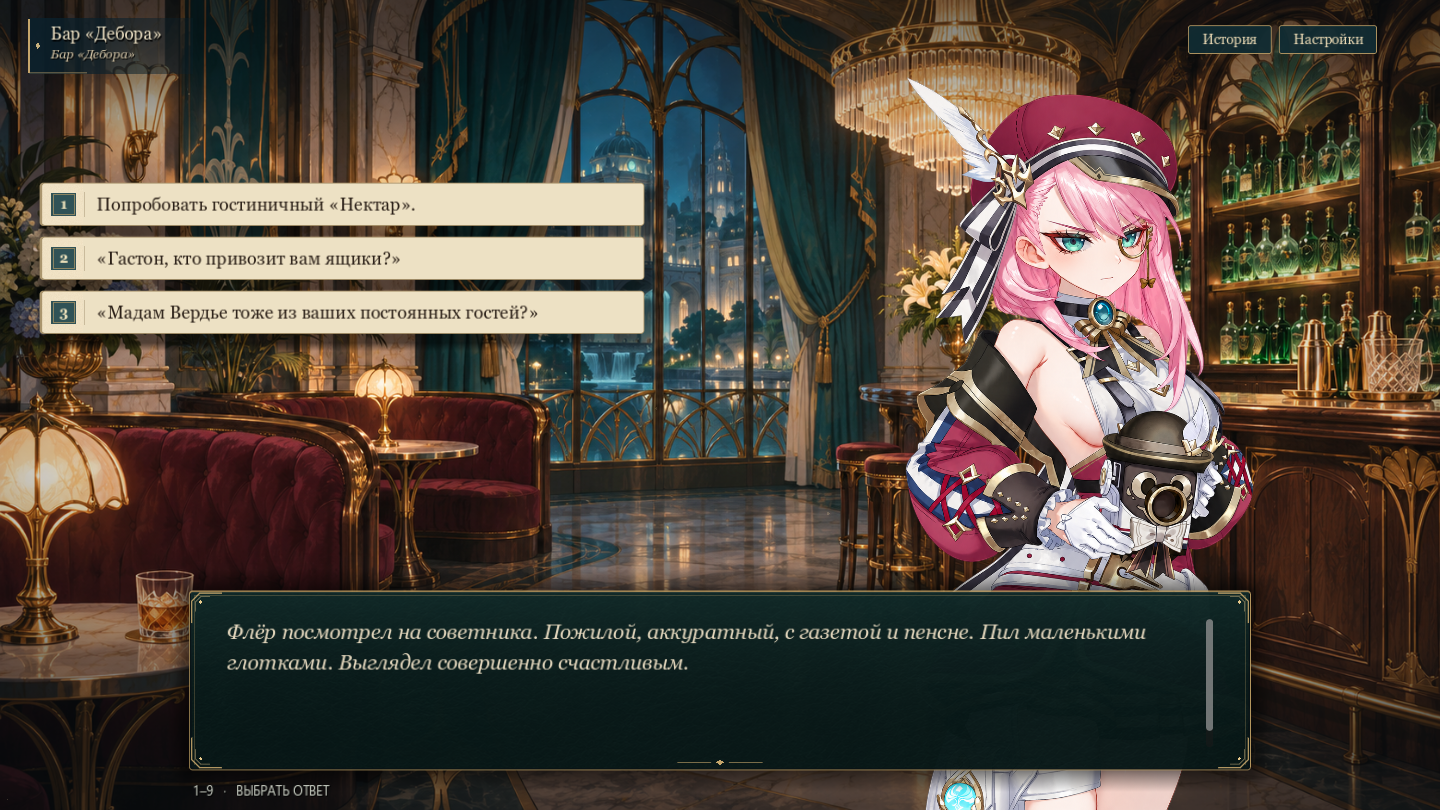 Бар «Дебора»
Бар «Дебора»
История
Настройки
1 Попробовать гостиничный «Нектар».
2 «Гастон, кто привозит вам ящики?»
3 «Мадам Вердье тоже из ваших постоянных гостей?»
Флёр посмотрел на советника. Пожилой, аккуратный, с газетой и пенсне. Пил маленькими
глотками. Выглядел совершенно счастливым.
1–9 · ВЫБРАТЬ ОТВЕТ